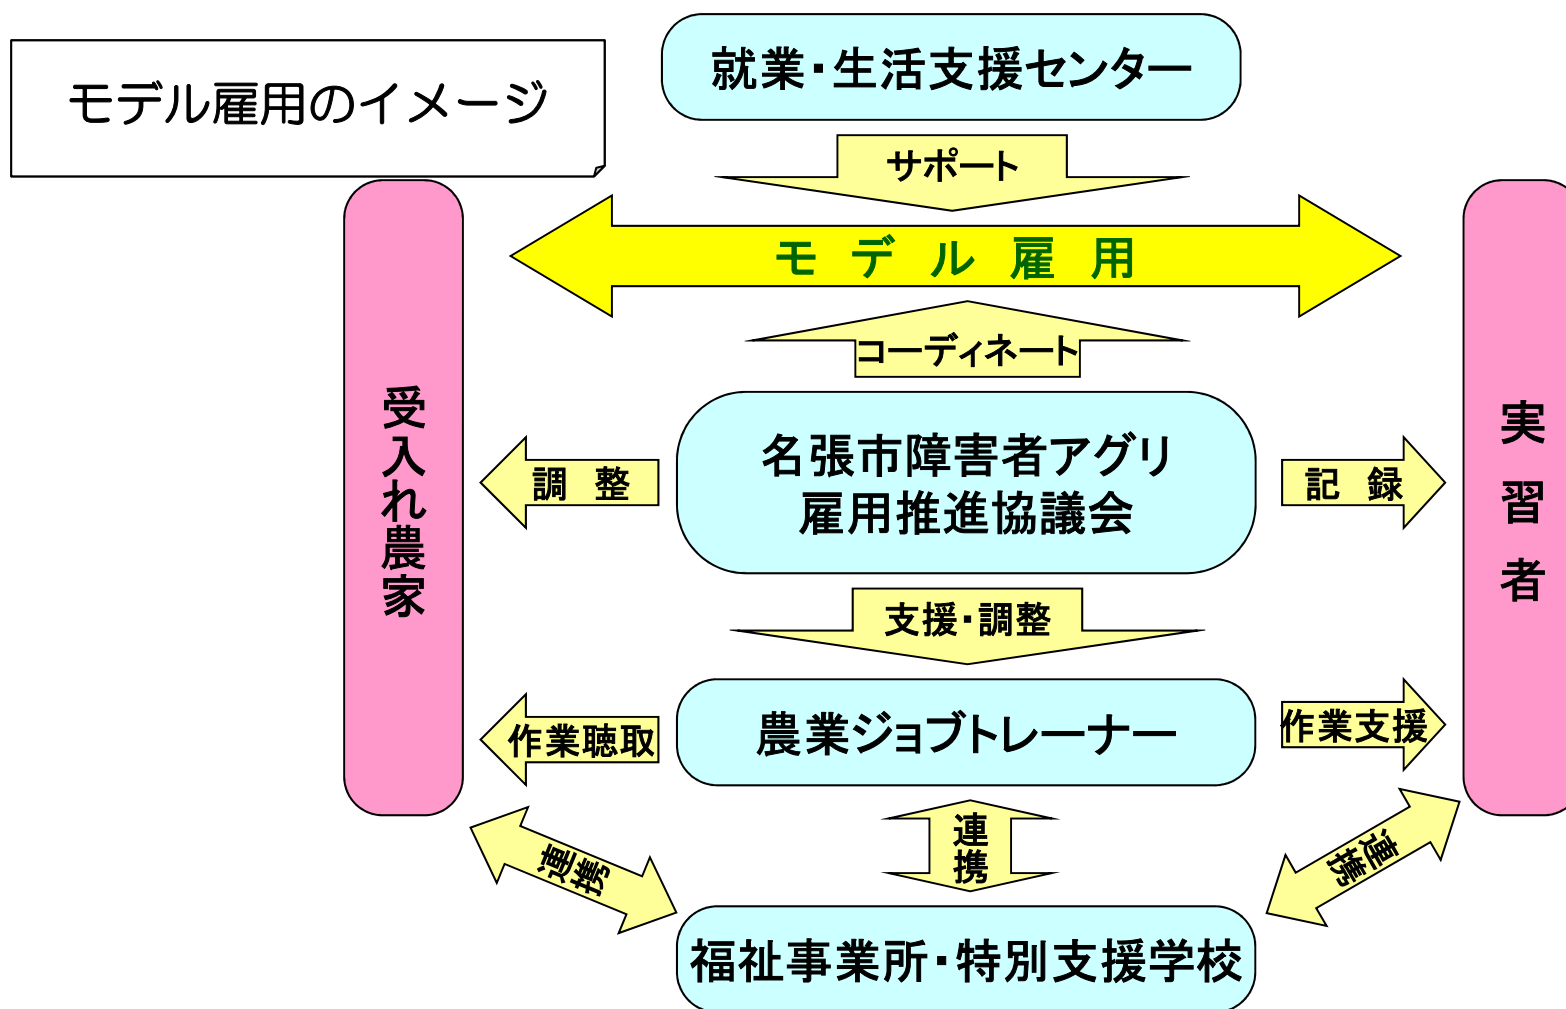 モデル雇用のイメージ
就業・生活支援センター
サポート
モデル雇用
コーディネート
受入れ農家
実習者
名張市障害者アグリ
雇用推進協議会
調整
記録
支援・調整
農業ジョブトレーナー
作業聴取
作業支援
連携
連携
連携
福祉事業所・特別支援学校